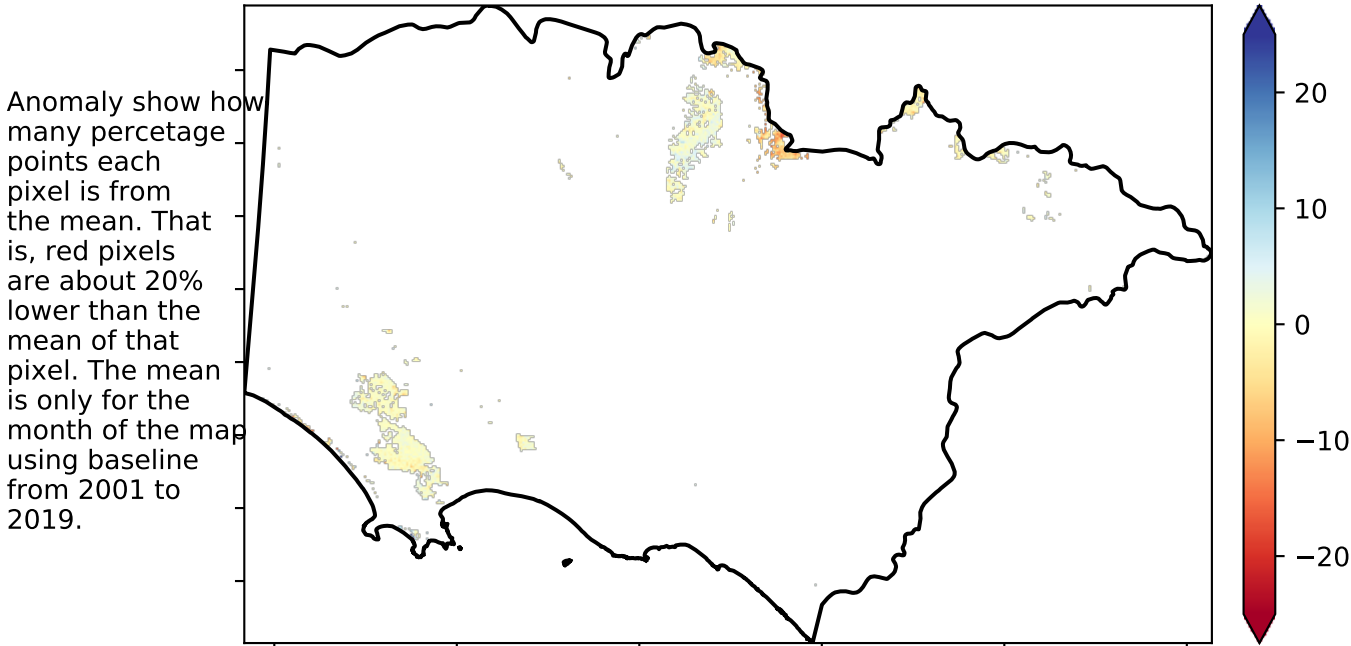 Anomaly show how
many percetage
points each
pixel is from
the mean. That
is, red pixels
are about 20%
lower than the
mean of that
pixel. The mean
is only for the
month of the map
using baseline
from 2001 to
2019.
20
10
0
−10
−20